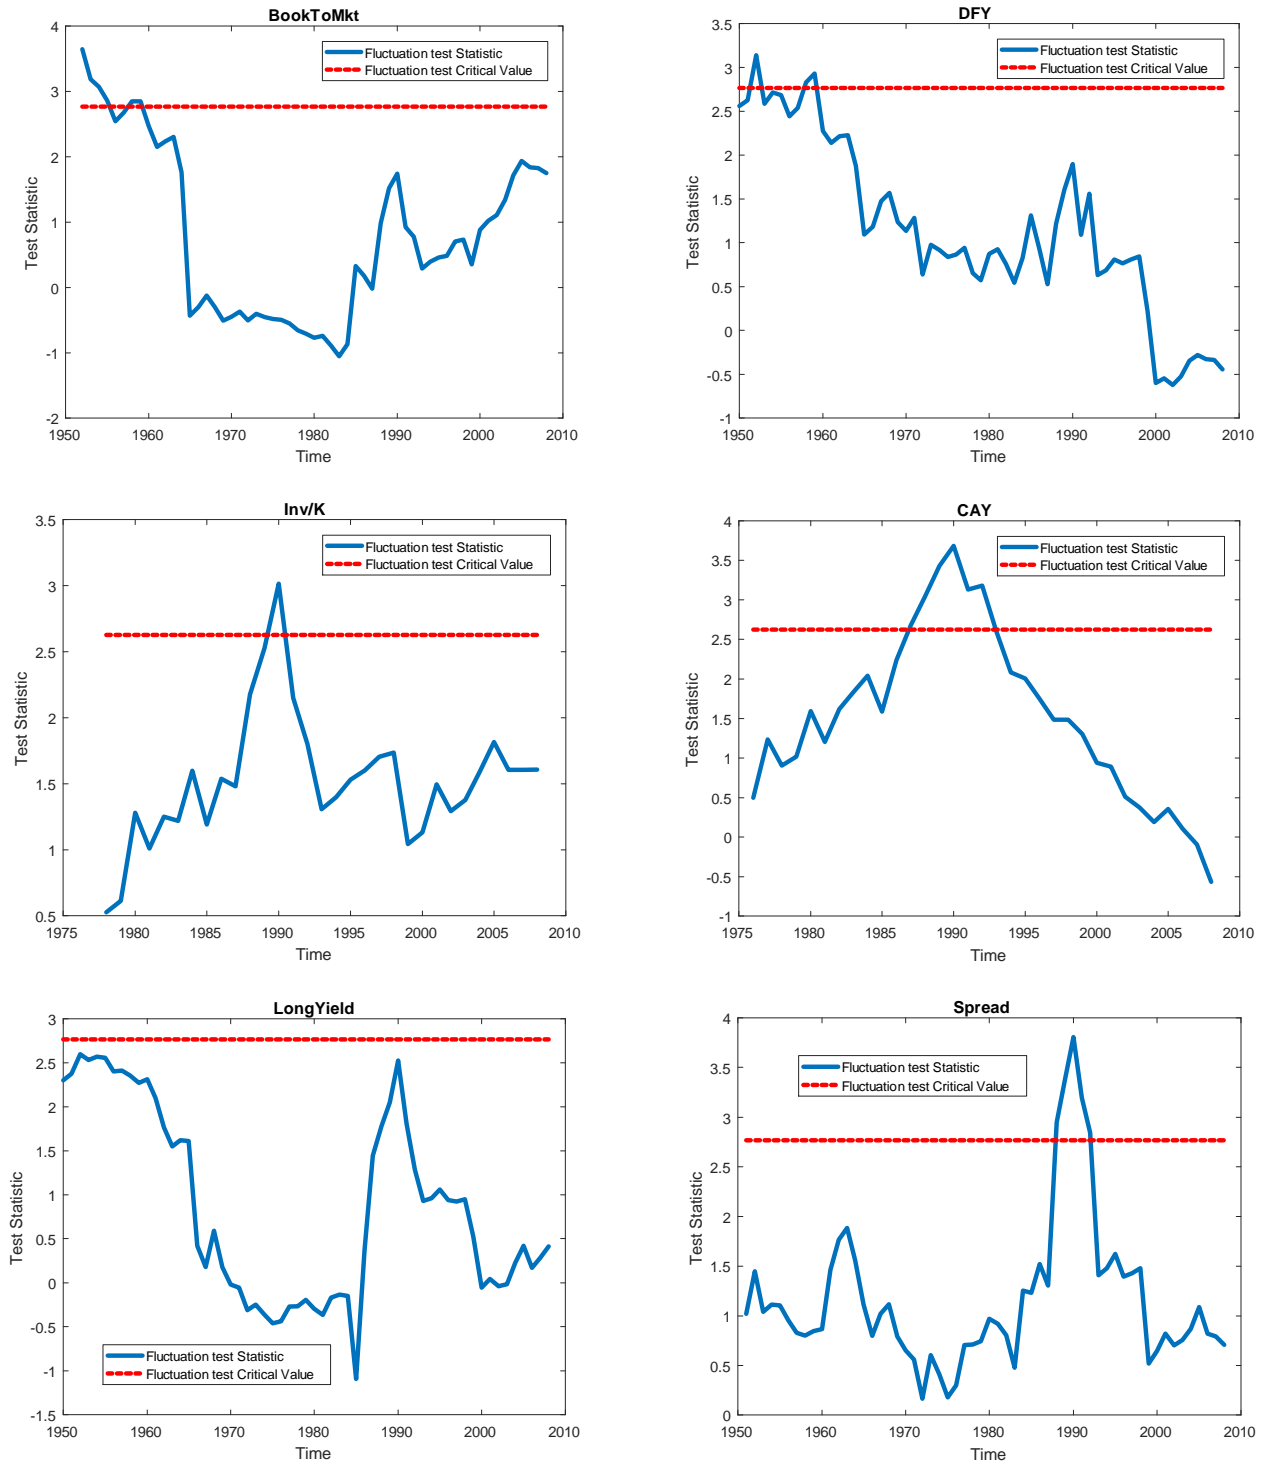 BookToMkt
4
3
2
1
0
-1
-2
Test Statistic
Fluctuation test Statistic
Fluctuation test Critical Value
1950 1960 1970 1980 1990 2000 2010
Time
DFY
3.5
3
2.5
2
1.5
1
0.5
0
-0.5
-1
Test Statistic
Fluctuation test Statistic
Fluctuation test Critical Value
1950 1960 1970 1980 1990 2000 2010
Time
Inv/K
3.5
3
2.5
2
1.5
1
0.5
Test Statistic
Fluctuation test Statistic
Fluctuation test Critical Value
1975 1980 1985 1990 1995 2000 2005 2010
Time
CAY
4
3.5
3
2.5
2
1.5
1
0.5
0
-0.5
-1
Test Statistic
Fluctuation test Statistic
Fluctuation test Critical Value
1975 1980 1985 1990 1995 2000 2005 2010
Time
LongYield
3
2.5
2
1.5
1
0.5
0
-0.5
-1
-1.5
Test Statistic
Fluctuation test Statistic
Fluctuation test Critical Value
1950 1960 1970 1980 1990 2000 2010
Time
Spread
4
3.5
3
2.5
2
1.5
1
0.5
0
Test Statistic
Fluctuation test Statistic
Fluctuation test Critical Value
1950 1960 1970 1980 1990 2000 2010
Time